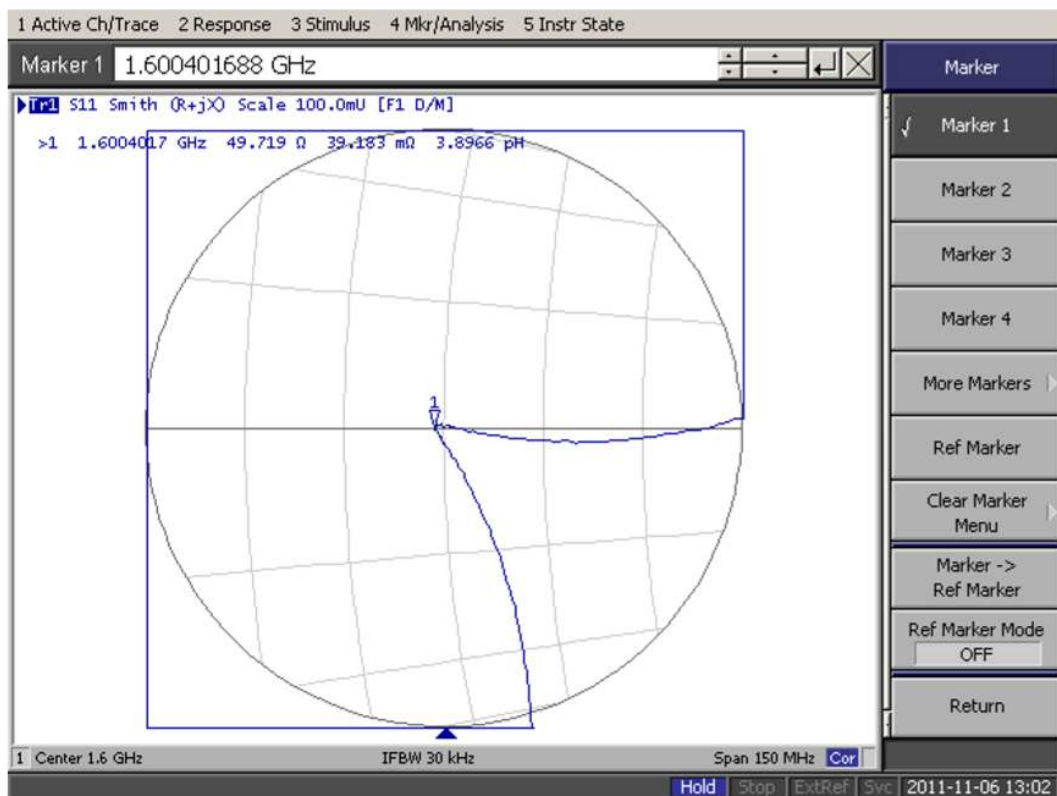 1 Active Ch/Trace 2 Response 3 Stimulus 4 Mkr/Analysis 5 Instr State
Marker 1 1.600401688 GHz
Tr1 S11 Smith (R+jX) Scale 100.0mU [F1 D/M]
>1 1.6004017 GHz 49.719 Ω 39.183 mΩ 3.8966 pH
1
1 Center 1.6 GHz IFBW 30 kHz Span 150 MHz Cor
Marker
√ Marker 1
Marker 2
Marker 3
Marker 4
More Markers
Ref Marker
Clear Marker
Menu
Marker ->
Ref Marker
Ref Marker Mode
OFF
Return
Hold Stop ExtRef Svc 2011-11-06 13:02